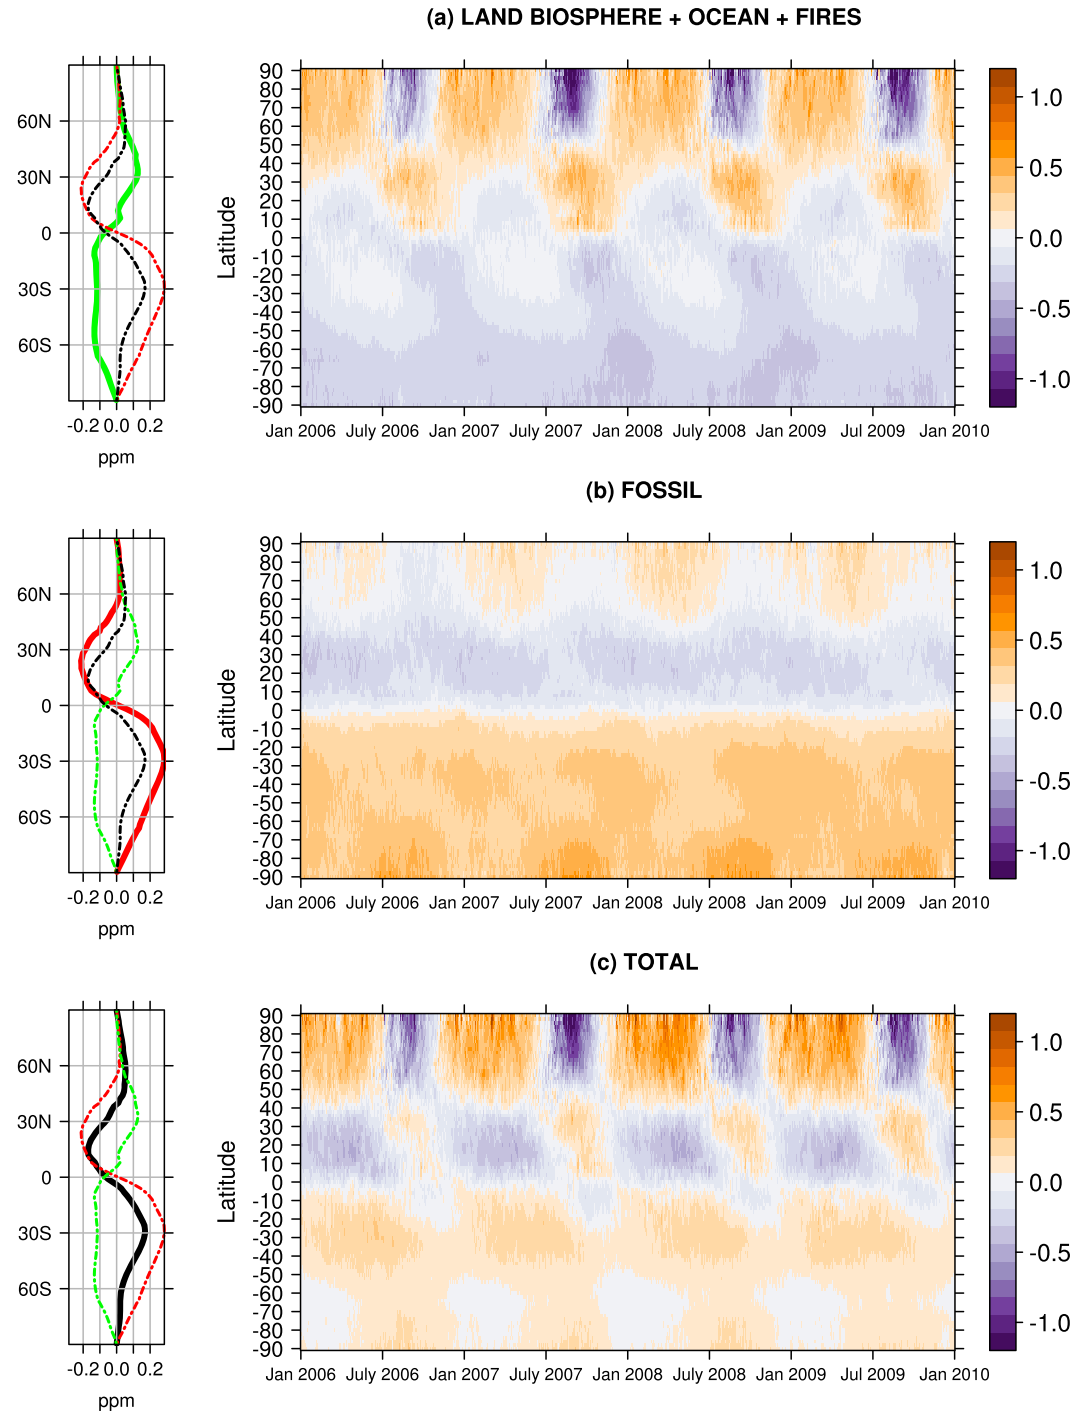 (a) LAND BIOSPHERE + OCEAN + FIRES
60N
30N
0
30S
60S
-0.2 0.0 0.2
ppm
Latitude
90
80
70
60
50
40
30
20
10
0
-10
-20
-30
-40
-50
-60
-70
-80
-90
Jan 2006 July 2006 Jan 2007 July 2007 Jan 2008 July 2008 Jan 2009 Jul 2009 Jan 2010
1.0
0.5
0.0
-0.5
-1.0
(b) FOSSIL
60N
30N
0
30S
60S
-0.2 0.0 0.2
ppm
Latitude
90
80
70
60
50
40
30
20
10
0
-10
-20
-30
-40
-50
-60
-70
-80
-90
Jan 2006 July 2006 Jan 2007 July 2007 Jan 2008 July 2008 Jan 2009 Jul 2009 Jan 2010
1.0
0.5
0.0
-0.5
-1.0
(c) TOTAL
60N
30N
0
30S
60S
-0.2 0.0 0.2
ppm
Latitude
90
80
70
60
50
40
30
20
10
0
-10
-20
-30
-40
-50
-60
-70
-80
-90
Jan 2006 July 2006 Jan 2007 July 2007 Jan 2008 July 2008 Jan 2009 Jul 2009 Jan 2010
1.0
0.5
0.0
-0.5
-1.0